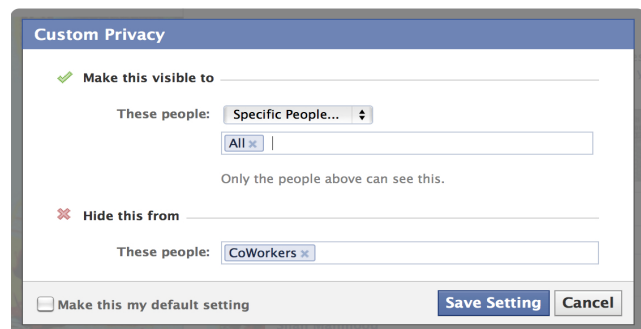 Custom Privacy
Make this visible to
These people: Specific People...
All ×
Only the people above can see this.
Hide this from
These people: CoWorkers ×
Make this my default setting Save Setting Cancel